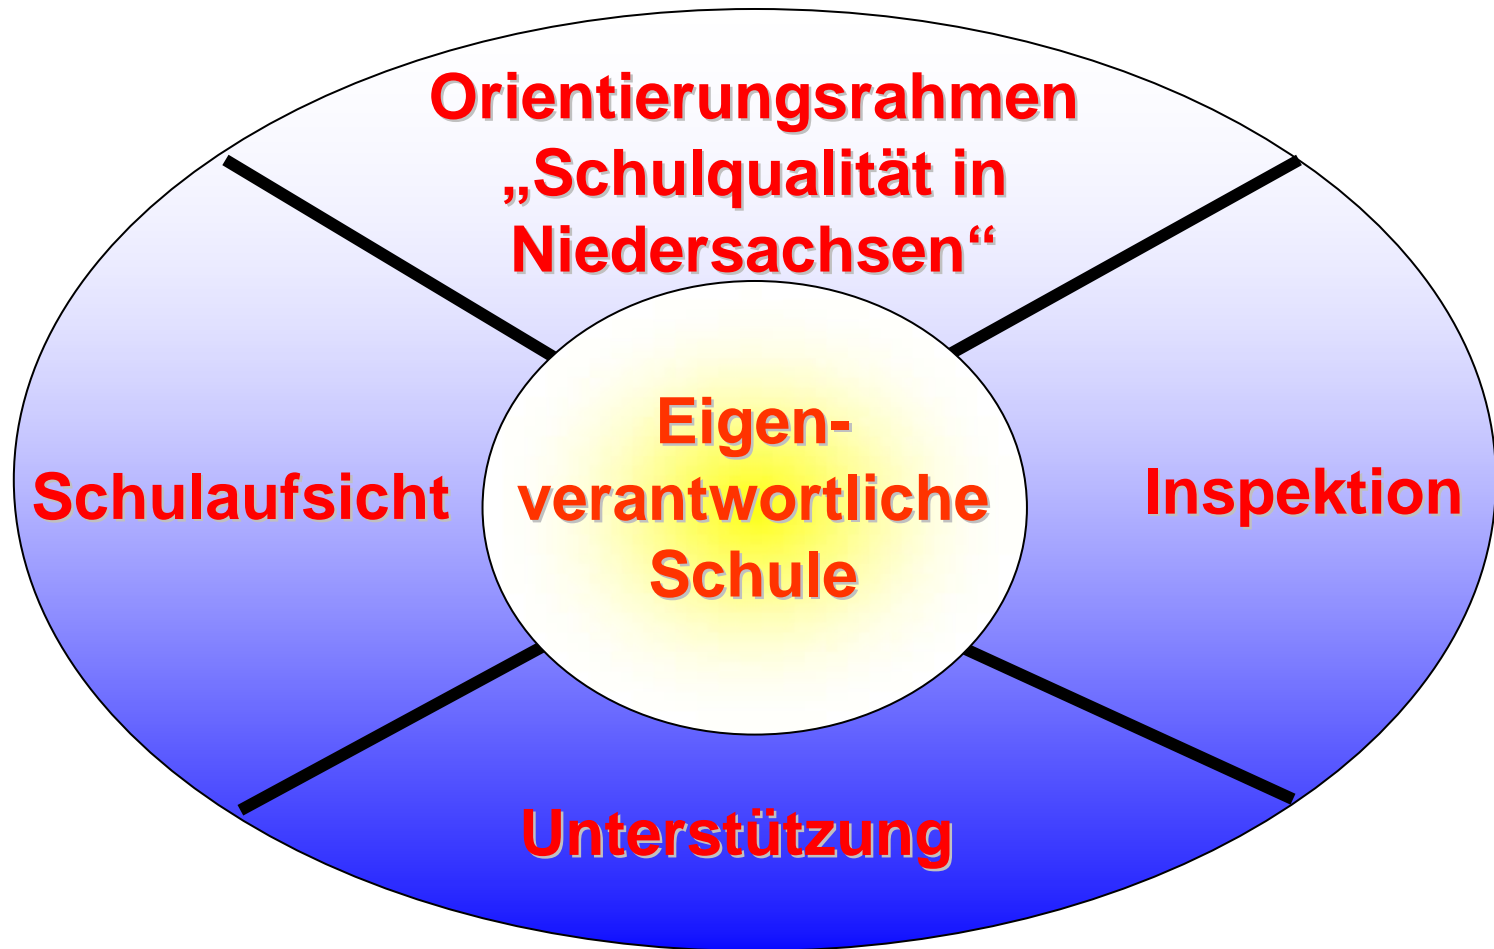 Orientierungsrahmen
„Schulqualität in
Niedersachsen“
Eigen-
verantwortliche
Schule
Schulaufsicht
Inspektion
Unterstützung